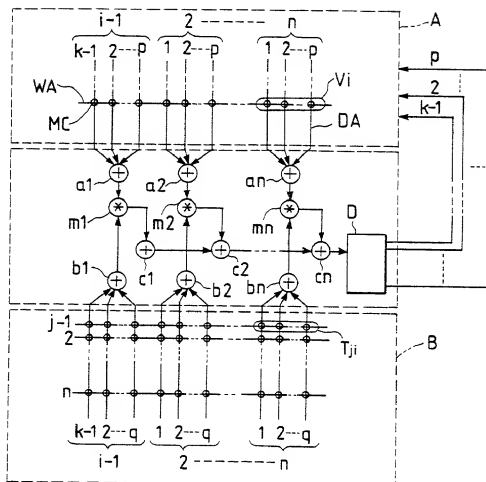 i-1 2 ------- n
A
k-1 2---p 1 2---p 1 2---p
p
Vi
2
WA
k-1
MC
DA
a1 a2 an
m1 m2 mn
D
c1 c2 cn
b1 b2 bn
j-1
2
Tji
B
n
k-1 2---q 1 2---q 1 2---q
i-1 2 ------- n